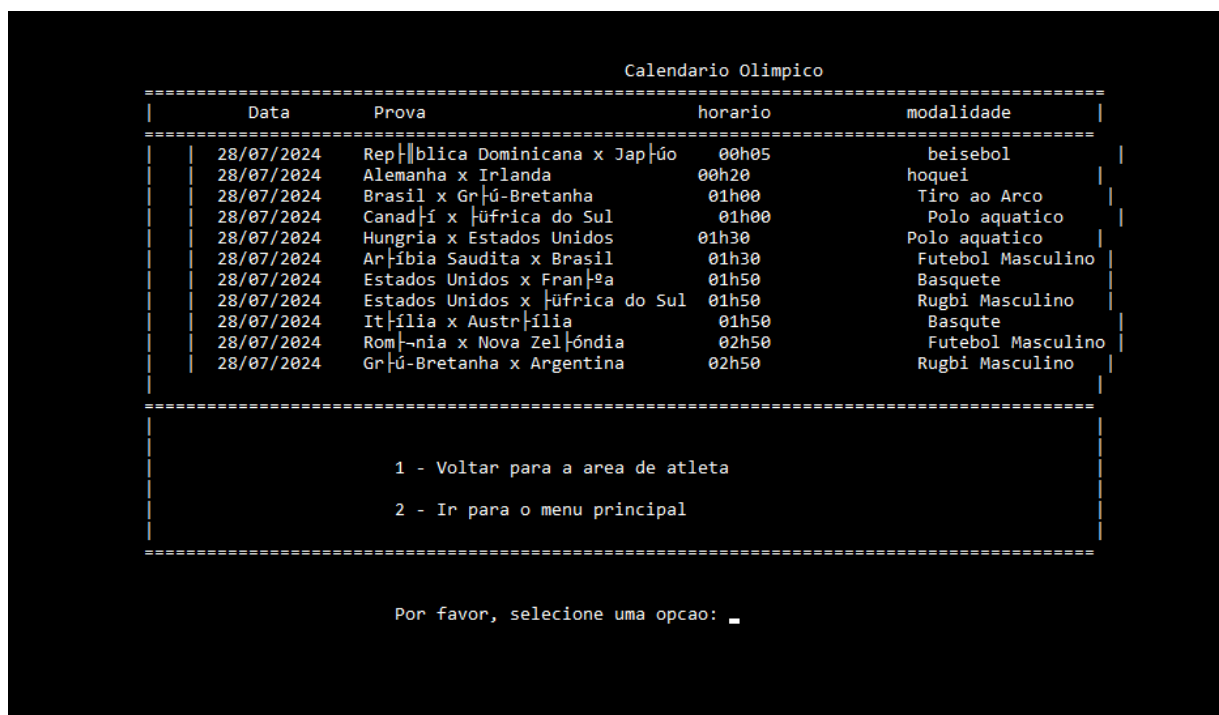 Calendario Olimpico
============================================================================================
| Data Prova horario modalidade |
===========================================================================================
| | 28/07/2024 Rep├║blica Dominicana x Jap├úo 00h05 beisebol |
| | 28/07/2024 Alemanha x Irlanda 00h20 hoquei |
| | 28/07/2024 Brasil x Gr├ú-Bretanha 01h00 Tiro ao Arco |
| | 28/07/2024 Canad├í x ├üfrica do Sul 01h00 Polo aquatico |
| | 28/07/2024 Hungria x Estados Unidos 01h30 Polo aquatico |
| | 28/07/2024 Ar├íbia Saudita x Brasil 01h30 Futebol Masculino |
| | 28/07/2024 Estados Unidos x Fran├ºa 01h50 Basquete |
| | 28/07/2024 Estados Unidos x ├üfrica do Sul 01h50 Rugbi Masculino |
| | 28/07/2024 It├ília x Austr├ília 01h50 Basqute |
| | 28/07/2024 Rom├¬nia x Nova Zel├óndia 02h50 Futebol Masculino |
| | 28/07/2024 Gr├ú-Bretanha x Argentina 02h50 Rugbi Masculino |
| |
===========================================================================================
| |
| |
| 1 - Voltar para a area de atleta |
| |
| 2 - Ir para o menu principal |
| |
===========================================================================================
Por favor, selecione uma opcao: _